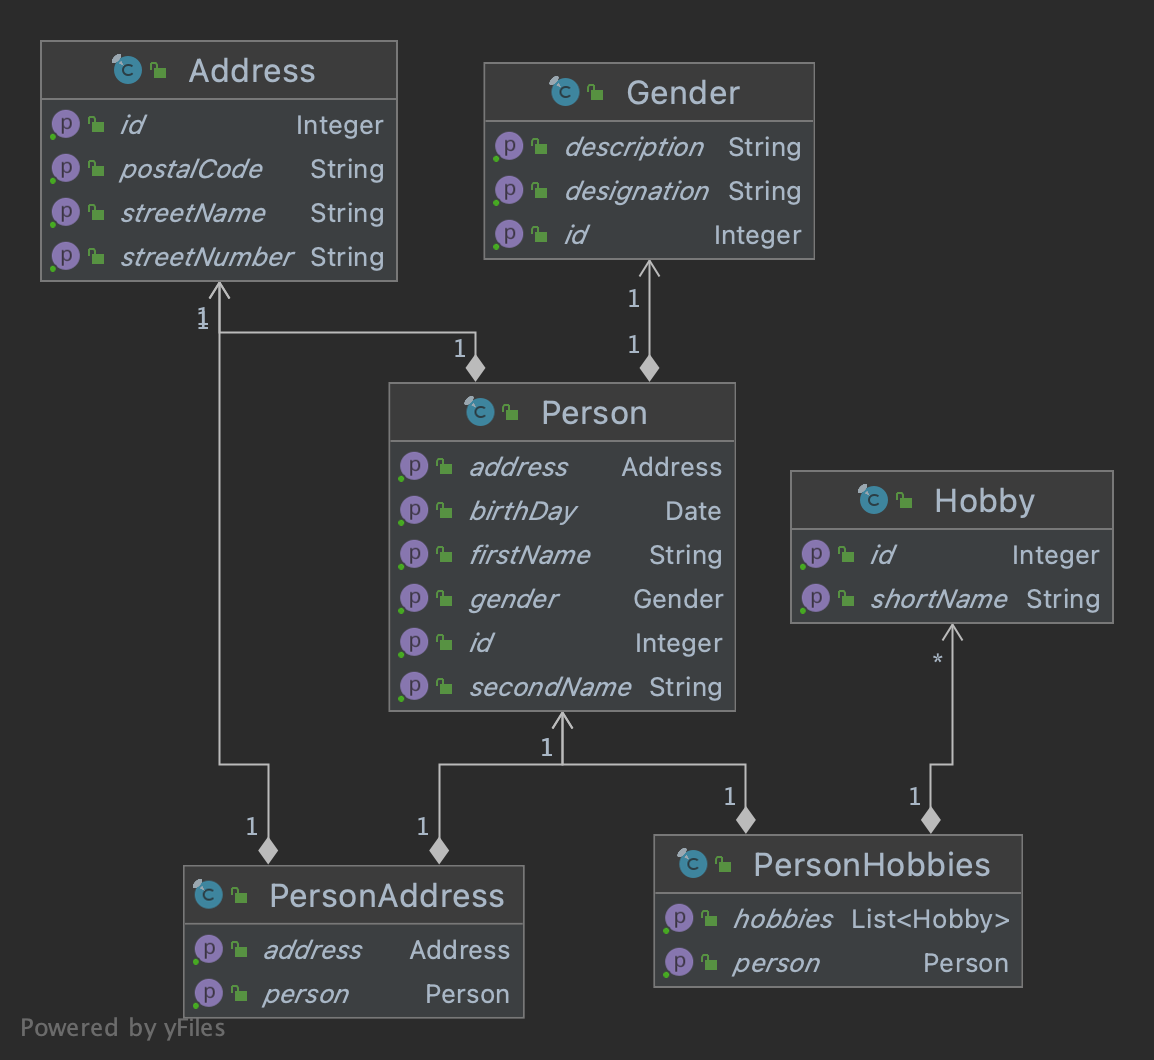 Address
id Integer
postalCode String
streetName String
streetNumber String
Gender
description String
designation String
id Integer
1
1
1
1
1
Person
address Address
birthDay Date
firstName String
gender Gender
id Integer
secondName String
Hobby
id Integer
shortName String
*
1
1
1
1
1
PersonAddress
address Address
person Person
PersonHobbies
hobbies List<Hobby>
person Person
Powered by yFiles